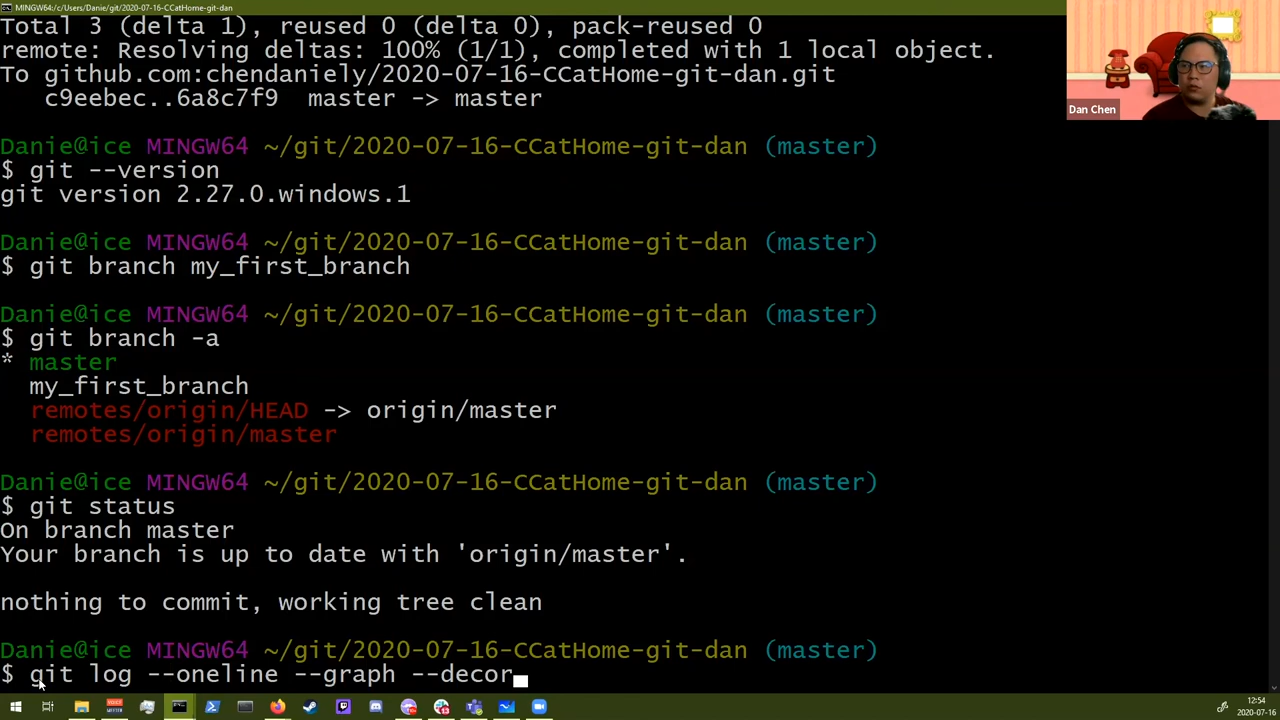 MINGW64:/c/Users/Danie/git/2020-07-16-CCatHome-git-dan
Total 3 (delta 1), reused 0 (delta 0), pack-reused 0
remote: Resolving deltas: 100% (1/1), completed with 1 local object.
To github.com:chendaniely/2020-07-16-CCatHome-git-dan.git
c9eebec..6a8c7f9 master -> master
Dan Chen
Danie@ice MINGW64 ~/git/2020-07-16-CCatHome-git-dan (master)
$ git --version
git version 2.27.0.windows.1
Danie@ice MINGW64 ~/git/2020-07-16-CCatHome-git-dan (master)
$ git branch my_first_branch
Danie@ice MINGW64 ~/git/2020-07-16-CCatHome-git-dan (master)
$ git branch -a
* master
my_first_branch
remotes/origin/HEAD -> origin/master
remotes/origin/master
Danie@ice MINGW64 ~/git/2020-07-16-CCatHome-git-dan (master)
$ git status
On branch master
Your branch is up to date with 'origin/master'.
nothing to commit, working tree clean
Danie@ice MINGW64 ~/git/2020-07-16-CCatHome-git-dan (master)
$ git log --oneline --graph --decor
12:54
2020-07-16